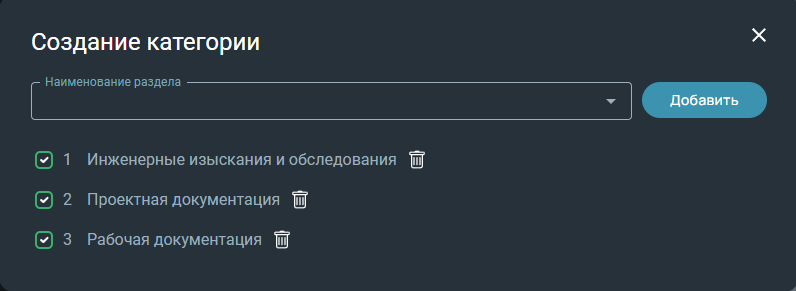 Создание категории
Наименование раздела
Добавить
1 Инженерные изыскания и обследования
2 Проектная документация
3 Рабочая документация